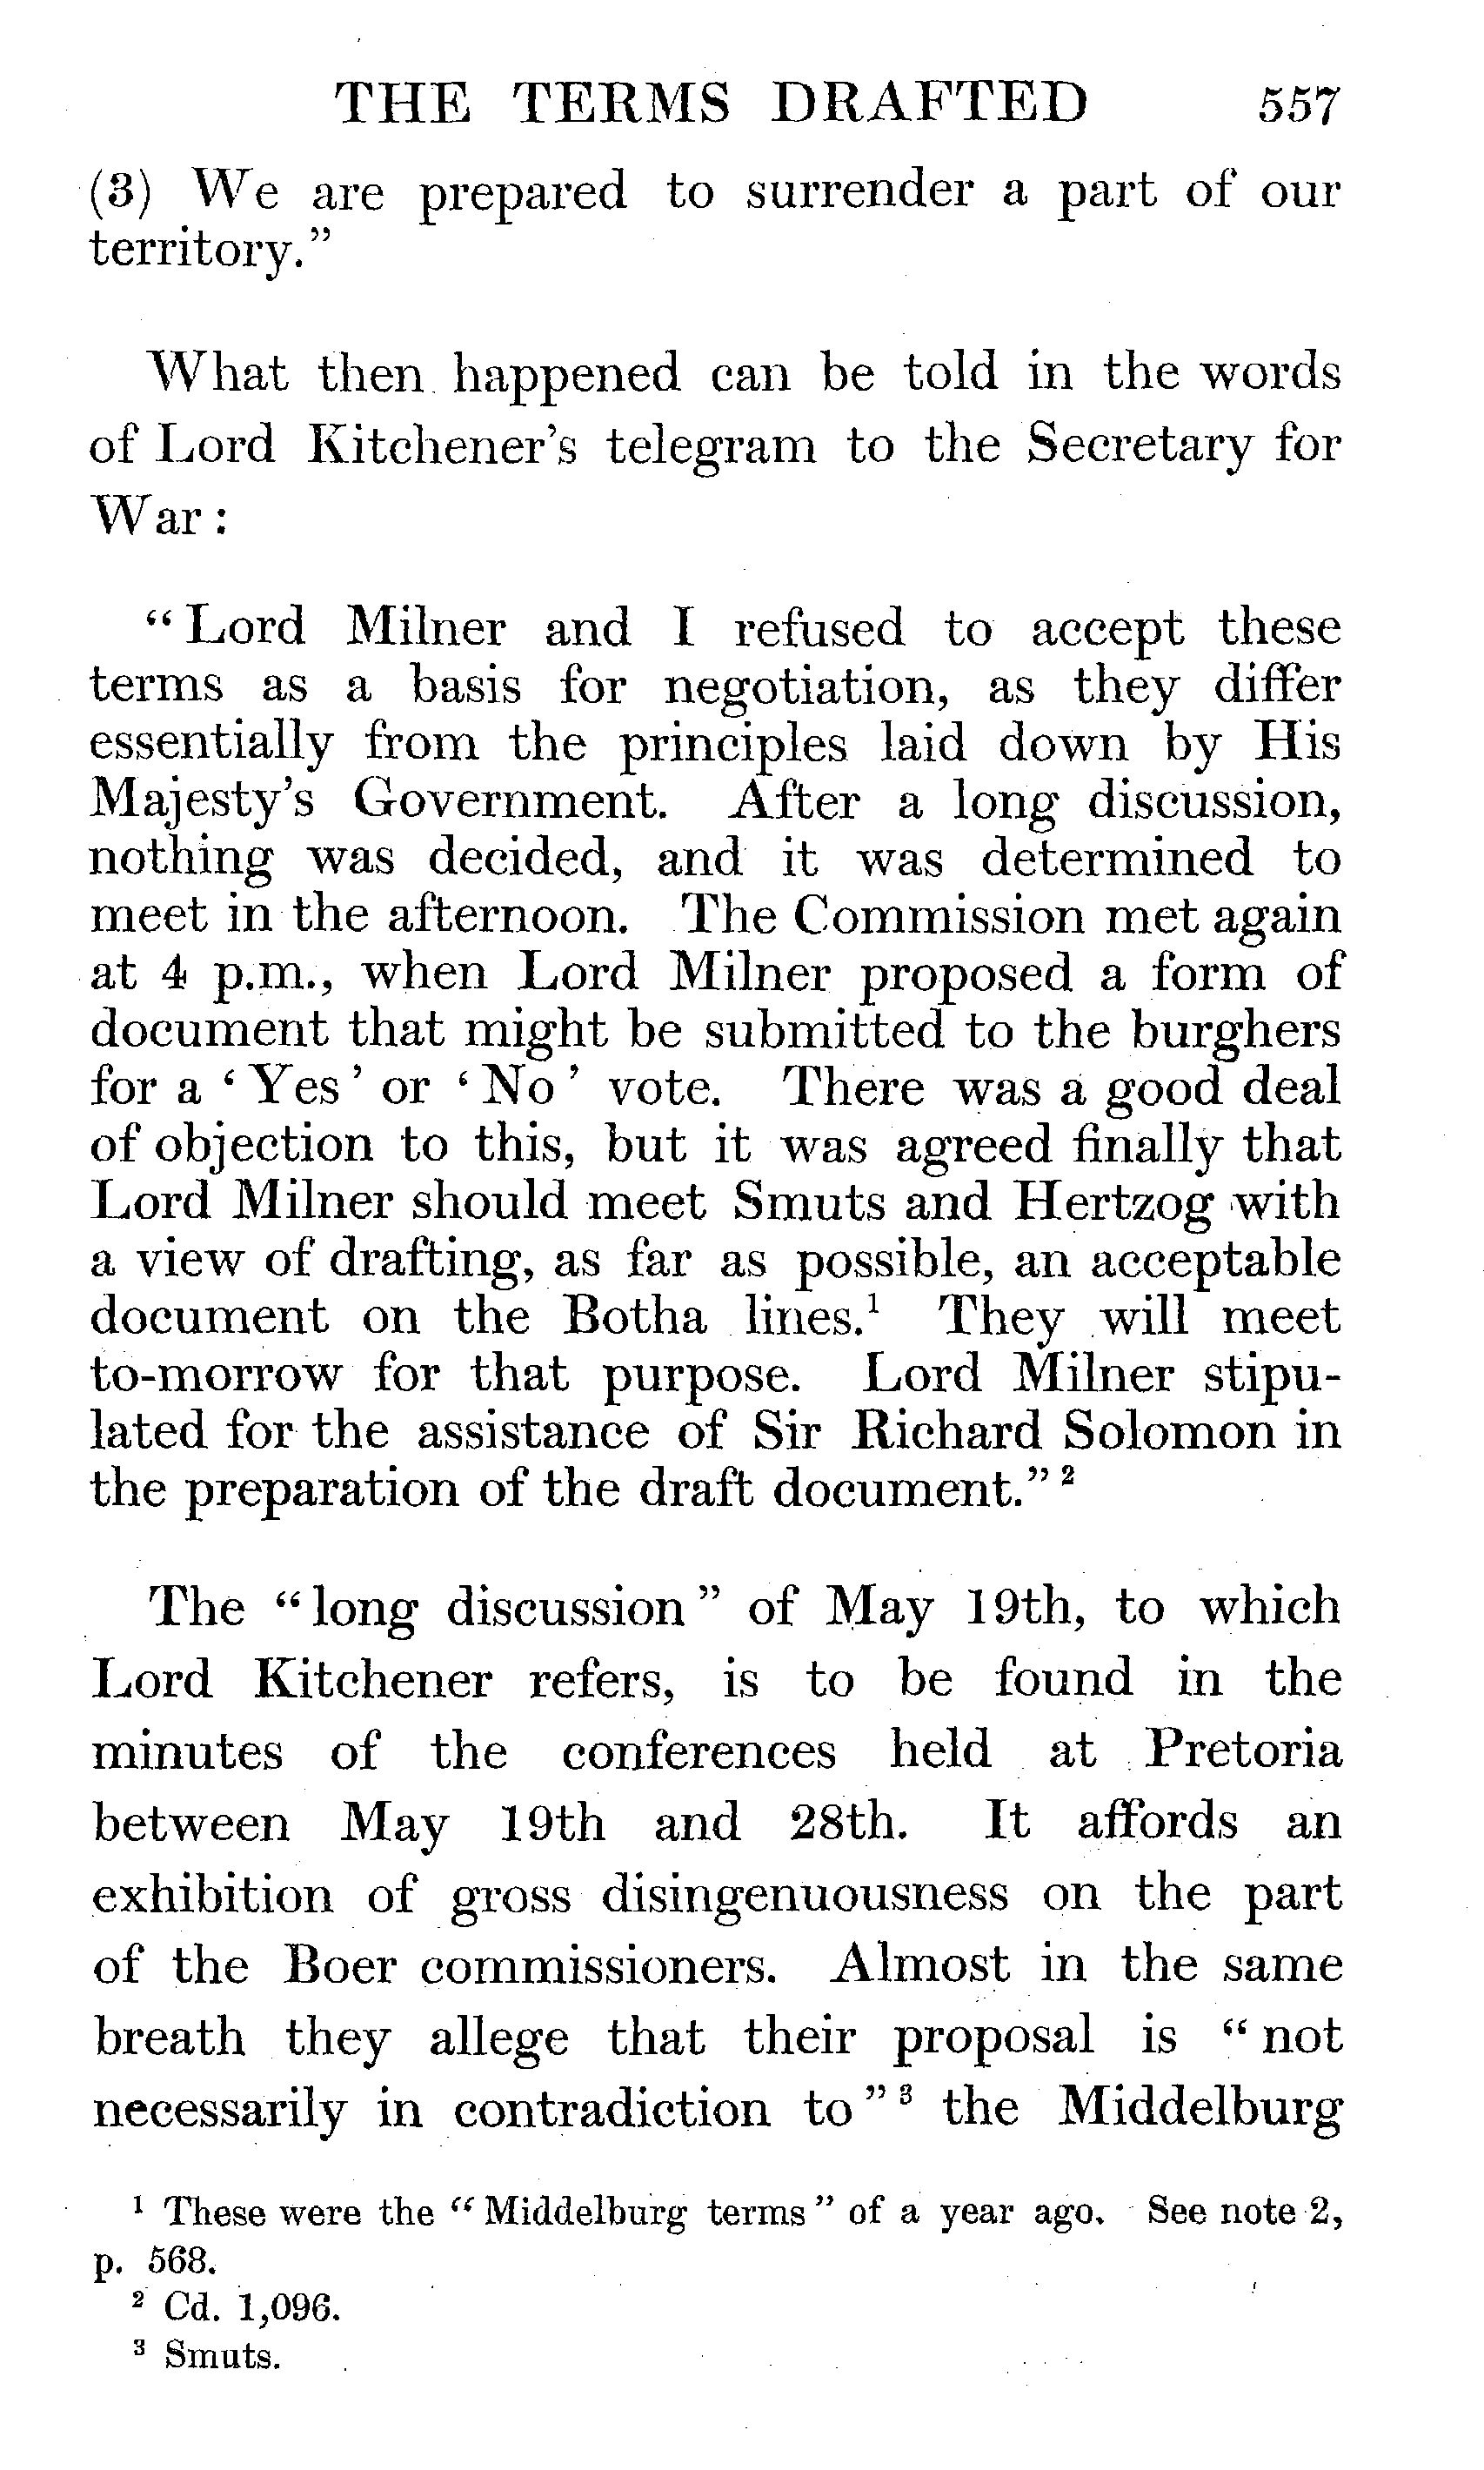 THE TERMS DRAFTED 557
(3) We are prepared to surrender a part of our
territory.”
What then happened can be told in the words
of Lord Kitchener’s telegram to the Secretary for
War :
“ Lord Milner and I refused to accept these
terms as a basis for negotiation, as they differ
essentially from the principles laid down by His
Majesty’s Government. After a long discussion,
nothing was decided, and it was determined to
meet in the afternoon. The Commission met again
at 4 p.m., when Lord Milner proposed a form of
document that might be submitted to the burghers
for a ‘ Yes ’ or ‘ No ’ vote. There was a good deal
of objection to this, but it was agreed finally that
Lord Milner should meet Smuts and Hertzog with
a view of drafting, as far as possible, an acceptable
document on the Botha lines.¹ They will meet
to-morrow for that purpose. Lord Milner stipu-
lated for the assistance of Sir Richard Solomon in
the preparation of the draft document.” ²
The “ long discussion ” of May 19th, to which
Lord Kitchener refers, is to be found in the
minutes of the conferences held at Pretoria
between May 19th and 28th. It affords an
exhibition of gross disingenuousness on the part
of the Boer commissioners. Almost in the same
breath they allege that their proposal is “ not
necessarily in contradiction to ” ³ the Middelburg
¹ These were the “ Middelburg terms ” of a year ago. See note 2,
p. 568.
² Cd. 1,096.
³ Smuts.